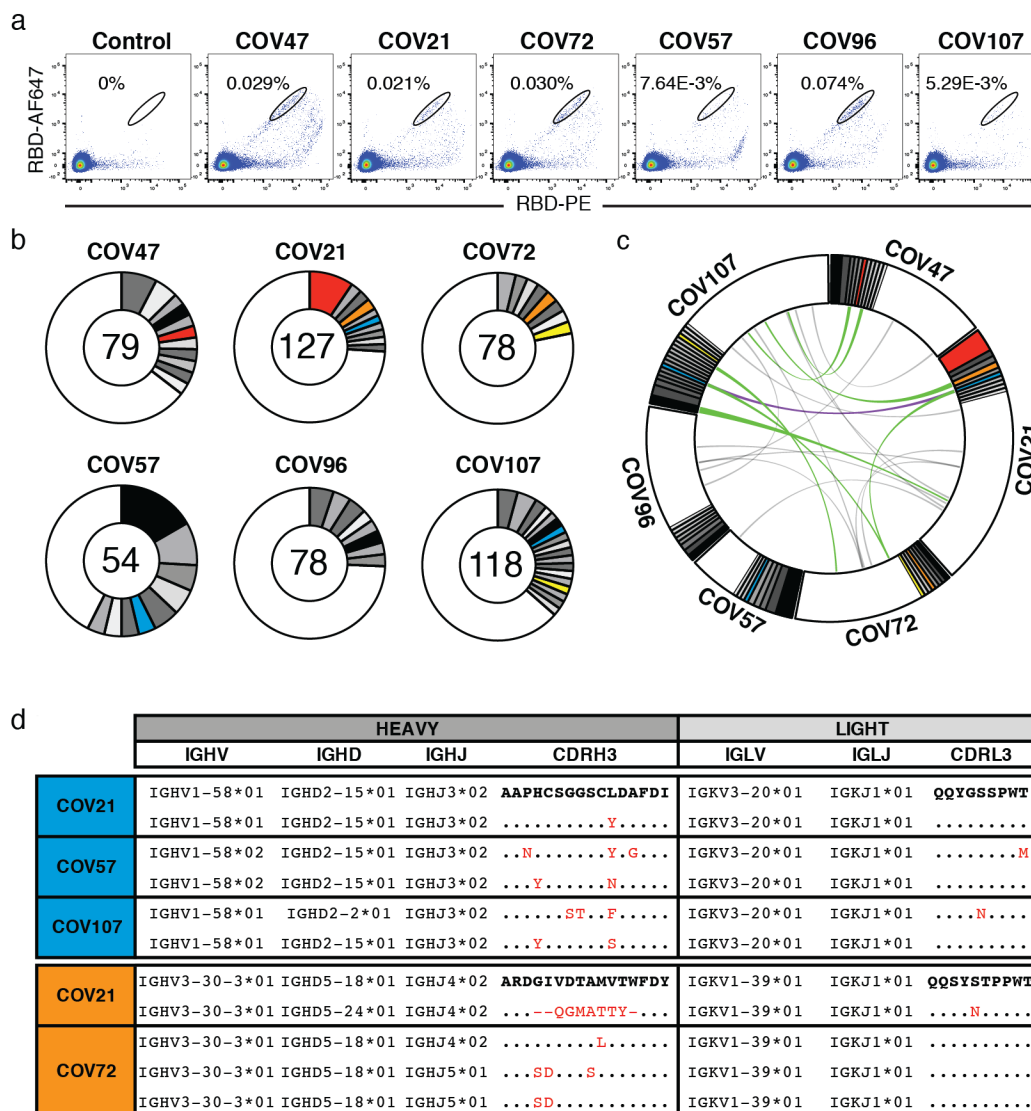 a
Control COV47 COV21 COV72 COV57 COV96 COV107
0% 0.029% 0.021% 0.030% 7.64E-3% 0.074% 5.29E-3%
RBD-AF647
RBD-PE
b
COV47 COV21 COV72
79 127 78
COV57 COV96 COV107
54 78 118
c
COV47
COV21
COV72
COV57
COV96
COV107
d
HEAVY LIGHT
IGHV IGHD IGHJ CDRH3 IGLV IGLJ CDRL3
COV21
IGHV1-58*01 IGHD2-15*01 IGHJ3*02 AAPHCSGGSCLDAFDI IGKV3-20*01 IGKJ1*01 QQYGSSPWT
IGHV1-58*01 IGHD2-15*01 IGHJ3*02 ..........Y..... IGKV3-20*01 IGKJ1*01 .........
COV57
IGHV1-58*02 IGHD2-15*01 IGHJ3*02 ..N.......Y.G... IGKV3-20*01 IGKJ1*01 ........M
IGHV1-58*02 IGHD2-15*01 IGHJ3*02 ...Y......N..... IGKV3-20*01 IGKJ1*01 .........
COV107
IGHV1-58*01 IGHD2-2*01 IGHJ3*02 ......ST..F..... IGKV3-20*01 IGKJ1*01 ....N....
IGHV1-58*01 IGHD2-15*01 IGHJ3*02 ...Y......S..... IGKV3-20*01 IGKJ1*01 .........
COV21
IGHV3-30-3*01 IGHD5-18*01 IGHJ4*02 ARDGIVDTAMVTWFDY IGKV1-39*01 IGKJ1*01 QQSYSTPPWT
IGHV3-30-3*01 IGHD5-24*01 IGHJ4*02 ...--QGMATTY-... IGKV1-39*01 IGKJ1*01 ....N.....
COV72
IGHV3-30-3*01 IGHD5-18*01 IGHJ4*02 .........L...... IGKV1-39*01 IGKJ1*01 ..........
IGHV3-30-3*01 IGHD5-18*01 IGHJ5*01 ...SD...S....... IGKV1-39*01 IGKJ1*01 ..........
IGHV3-30-3*01 IGHD5-18*01 IGHJ5*01 ...SD........... IGKV1-39*01 IGKJ1*01 ..........